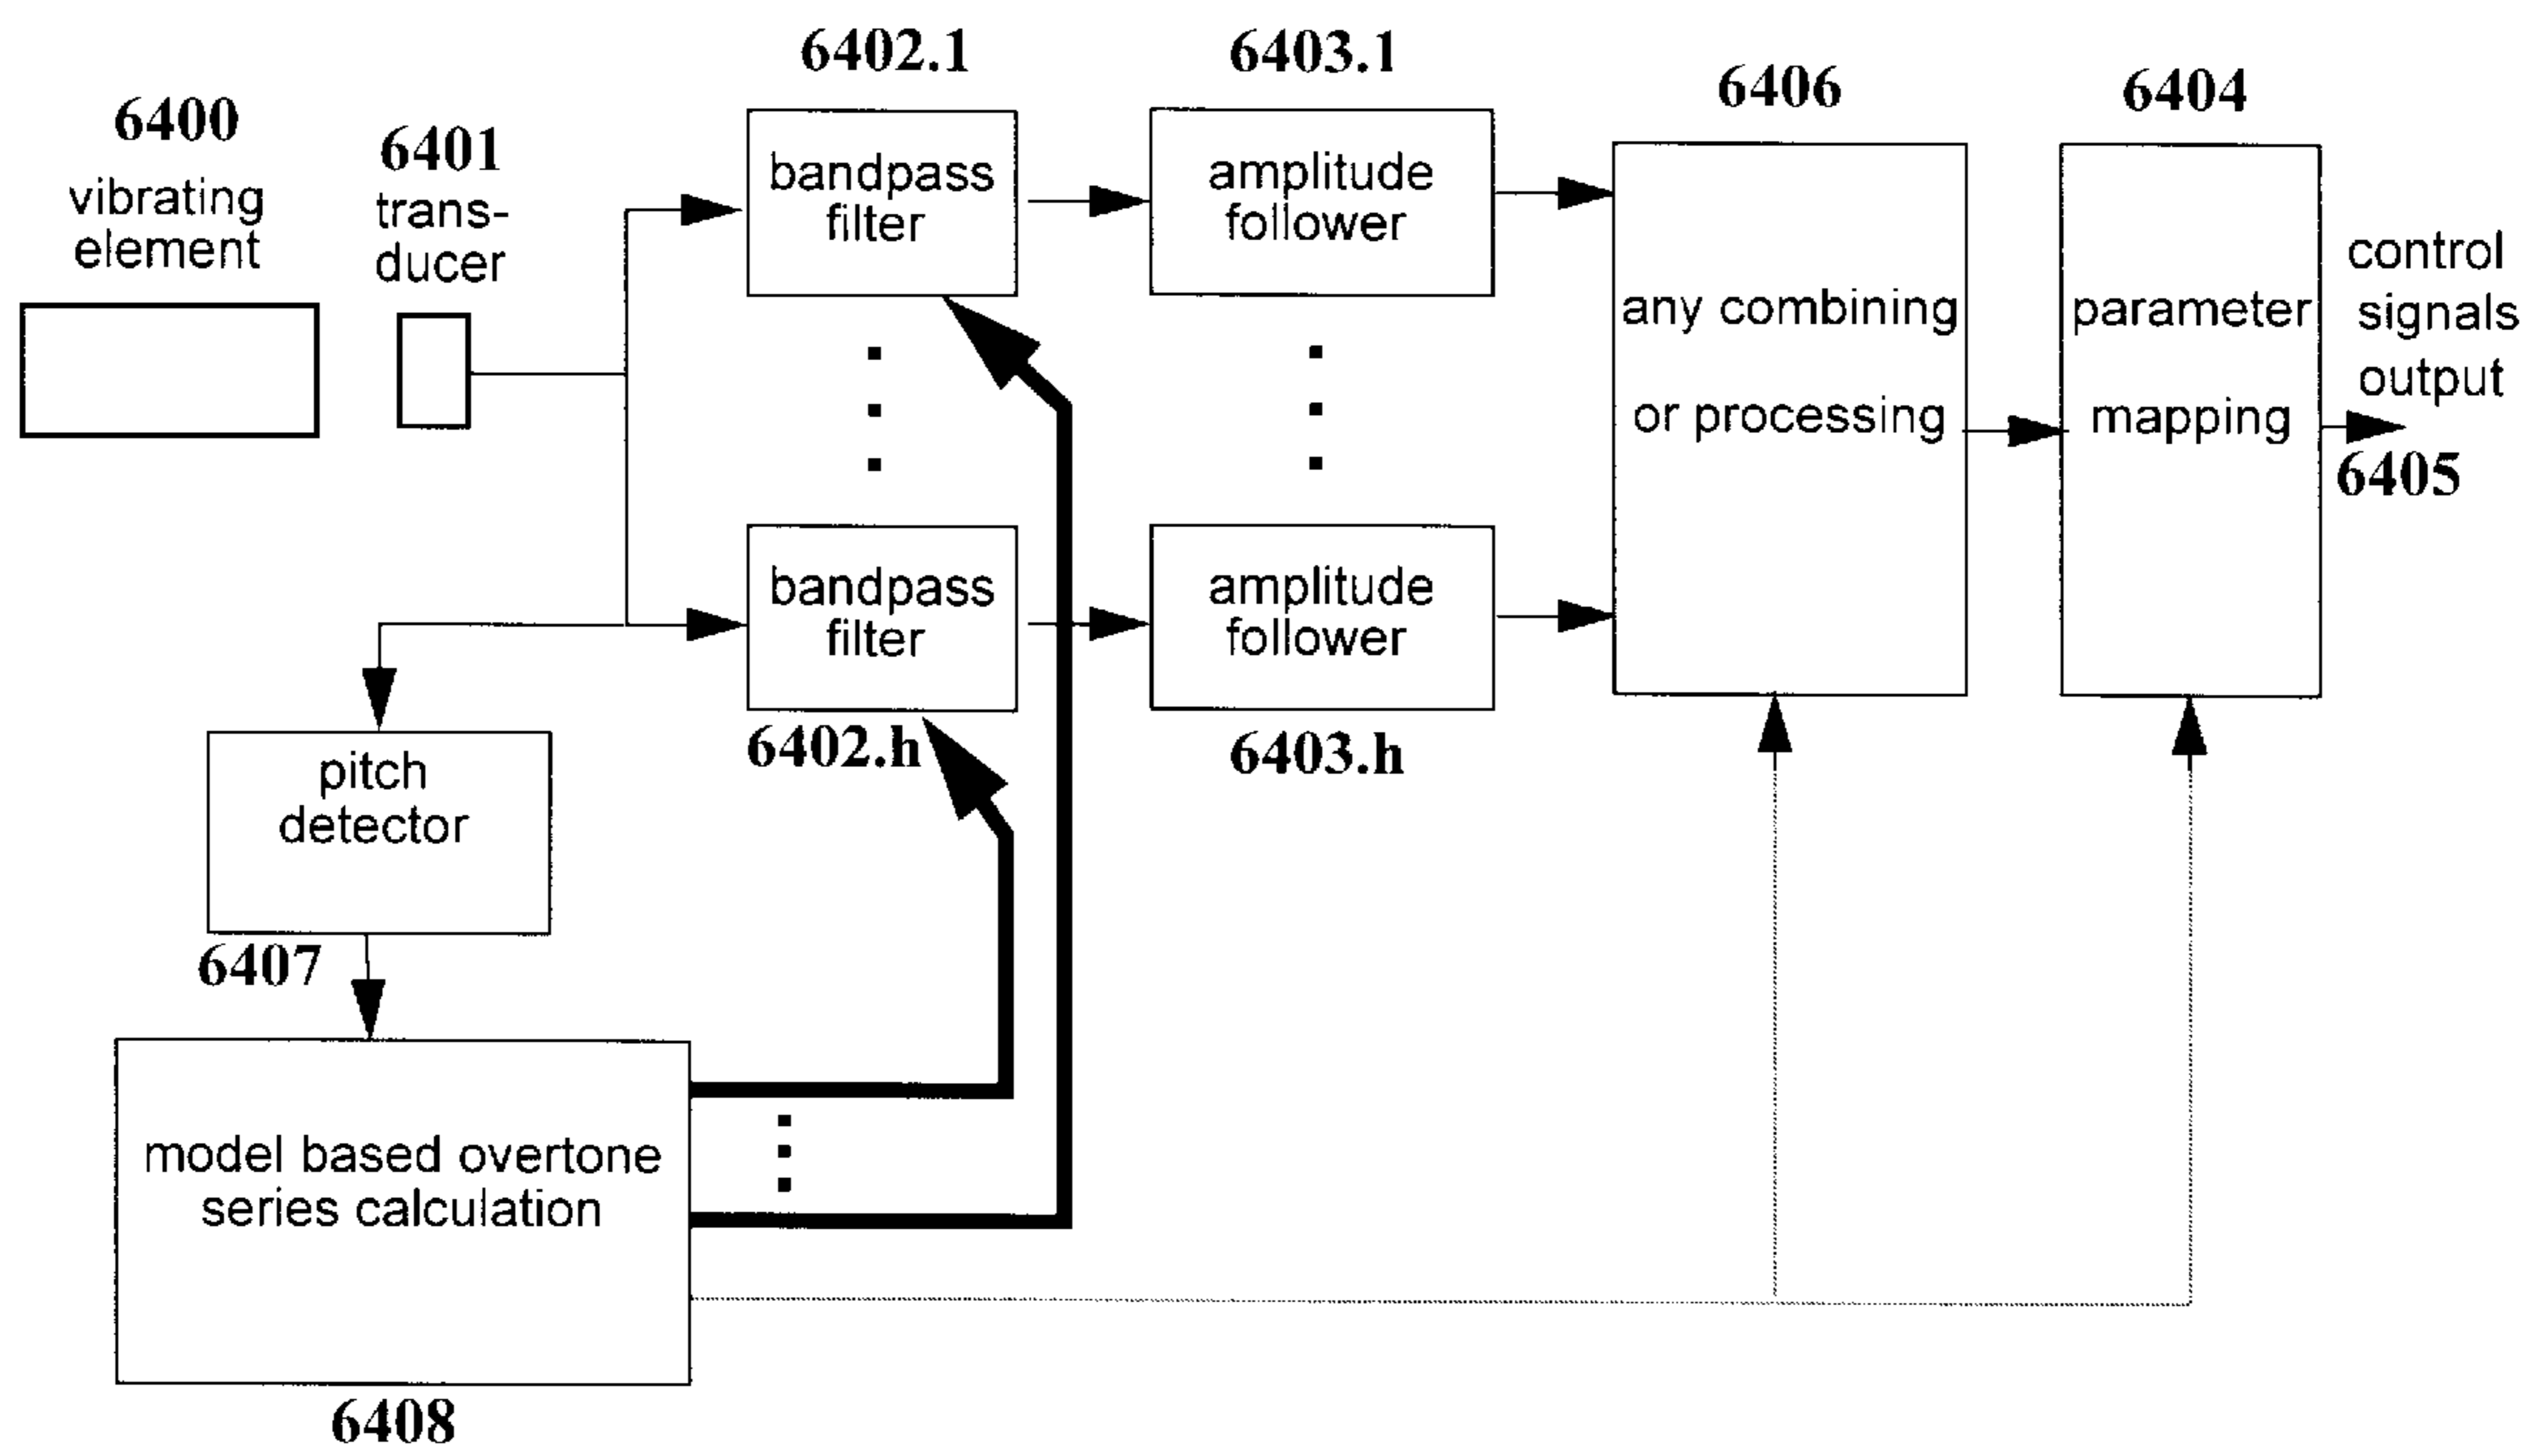 6400
vibrating
element
6401
trans-
ducer
6402.1
bandpass
filter
6403.1
amplitude
follower
6406
any combining
or processing
6404
parameter
mapping
control
signals
output
6405
bandpass
filter
6402.h
amplitude
follower
6403.h
pitch
detector
6407
model based overtone
series calculation
6408